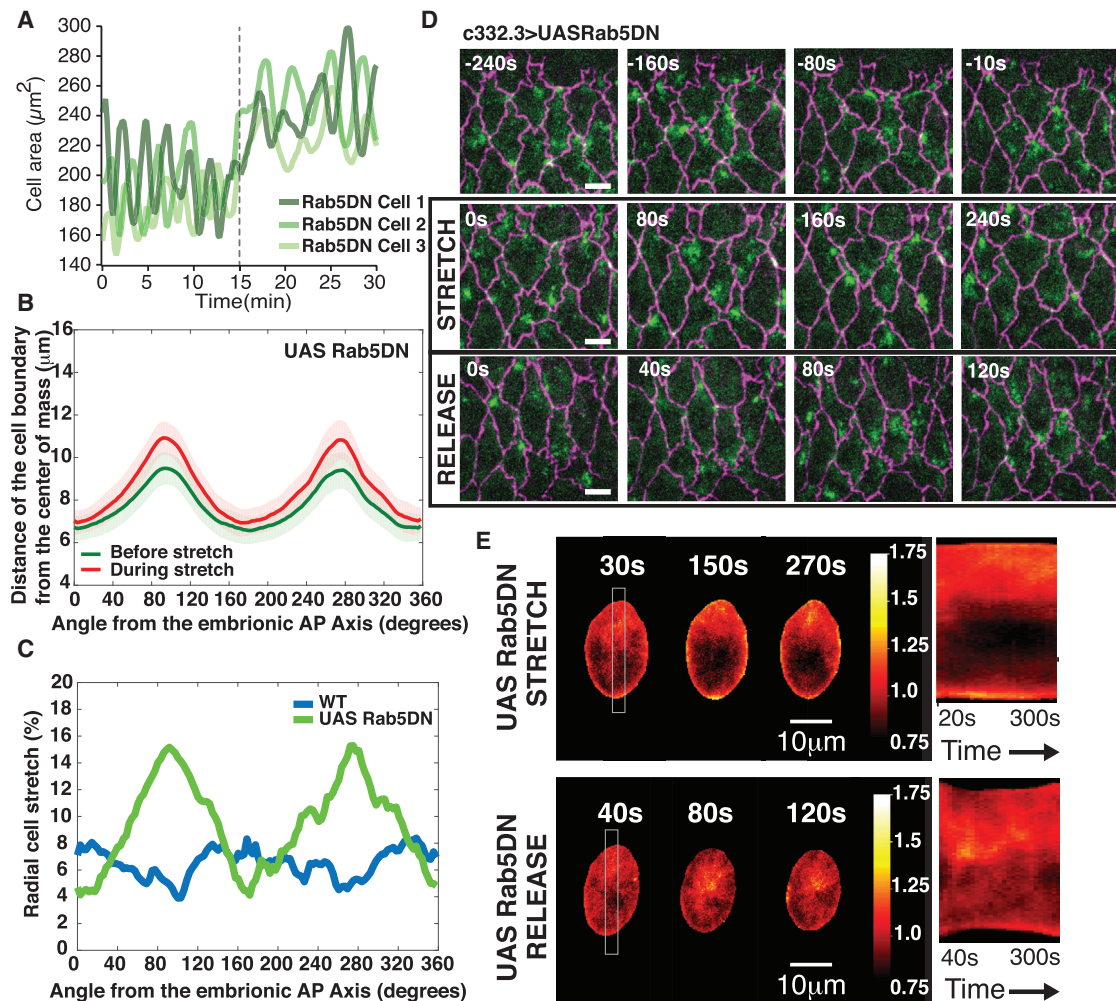 A
Cell area (μm²)
300
280
260
240
220
200
180
160
140
Rab5DN Cell 1
Rab5DN Cell 2
Rab5DN Cell 3
0 5 10 15 20 25 30
Time(min)
B
Distance of the cell boundary
from the center of mass (μm)
16
14
12
10
8
6
4
UAS Rab5DN
Before stretch
During stretch
0 40 80 120 160 200 240 280 320 360
Angle from the embrionic AP Axis (degrees)
C
Radial cell stretch (%)
20
18
16
14
12
10
8
6
4
2
0
WT
UAS Rab5DN
0 40 80 120 160 200 240 280 320 360
Angle from the embrionic AP Axis (degrees)
D
c332.3>UASRab5DN
-240s -160s -80s -10s
STRETCH
0s 80s 160s 240s
RELEASE
0s 40s 80s 120s
E
UAS Rab5DN
STRETCH
30s 150s 270s
10μm
1.75
1.5
1.25
1.0
0.75
20s 300s
Time
UAS Rab5DN
RELEASE
40s 80s 120s
10μm
1.75
1.5
1.25
1.0
0.75
40s 300s
Time